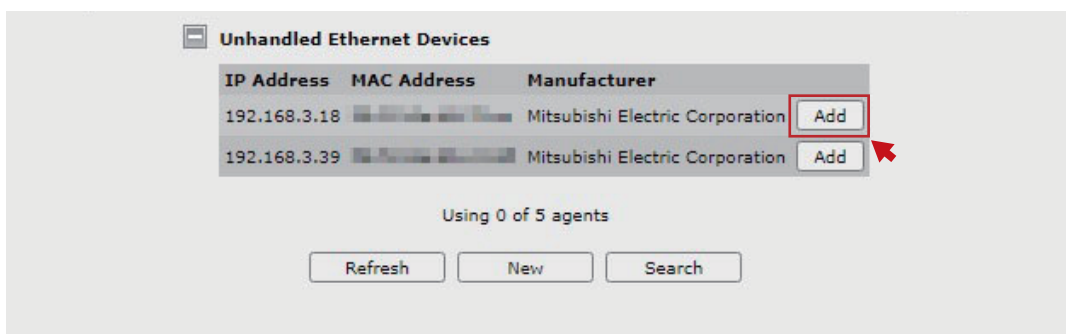 Unhandled Ethernet Devices
IP Address MAC Address Manufacturer
192.168.3.18 Mitsubishi Electric Corporation Add
192.168.3.39 Mitsubishi Electric Corporation Add
Using 0 of 5 agents
Refresh New Search